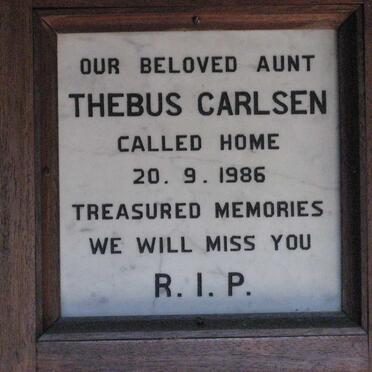 OUR BELOVED AUNT
THEBUS CARLSEN
CALLED HOME
20. 9. 1986
TREASURED MEMORIES
WE WILL MISS YOU
R. I. P.